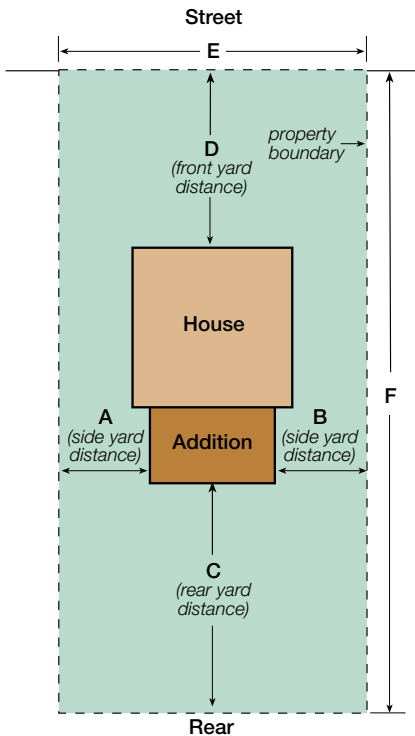 Street
E
D
(front yard
distance)
property
boundary
House
F
A
(side yard
distance)
Addition
B
(side yard
distance)
C
(rear yard
distance)
Rear